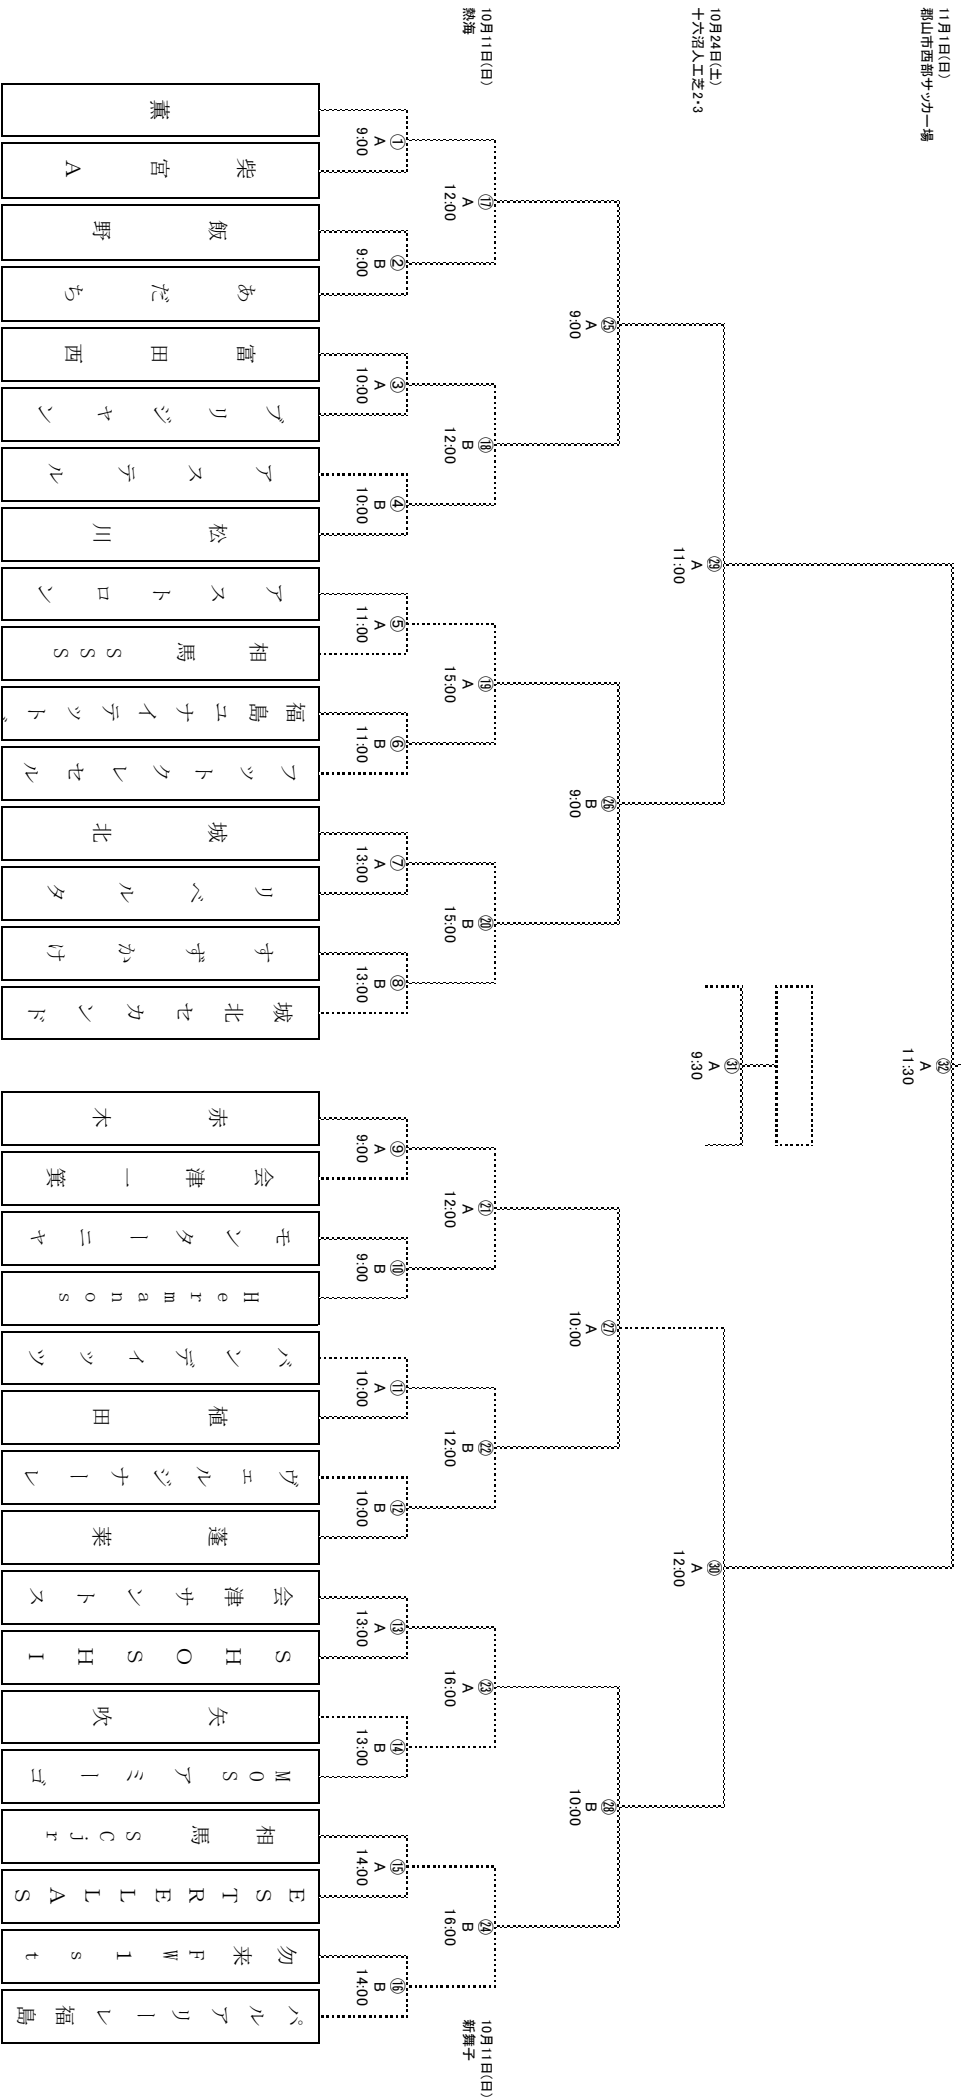 11月1日(日)
郡山市西部サッカー場
10月24日(土)
十六沼人工芝2・3
10月11日(日)
熱海
薫
柴宮A
飯野
あだち
富田西
ブリジャン
アステル
松川
アストロン
相馬SSS
福島ユナイテッド
フットクレセル
城北
リベルタ
すずかけ
城北セカンド
赤木
会津一箕
モンターニャ
Hermanos
バンディッツ
植田
ヴェルジナーレ
蓬莱
会津サントス
SHOSHI
矢吹
MOSアミーゴ
相馬SCjr
ESTRELLAS
勿来FW1st
パルアリーレ福島
① A 9:00
② B 9:00
③ A 10:00
④ B 10:00
⑤ A 11:00
⑥ B 11:00
⑦ A 13:00
⑧ B 13:00
⑨ A 9:00
⑩ B 9:00
⑪ A 10:00
⑫ B 10:00
⑬ A 13:00
⑭ B 13:00
⑮ A 14:00
⑯ B 14:00
⑰ A 12:00
⑱ B 12:00
⑲ A 15:00
⑳ B 15:00
㉑ A 12:00
㉒ B 12:00
㉓ A 16:00
㉔ B 16:00
㉕ A 9:00
㉖ B 9:00
㉗ A 10:00
㉘ B 10:00
㉙ A 11:00
㉚ A 12:00
㉛ A 9:30
㉜ A 11:30
10月11日(日)
新舞子